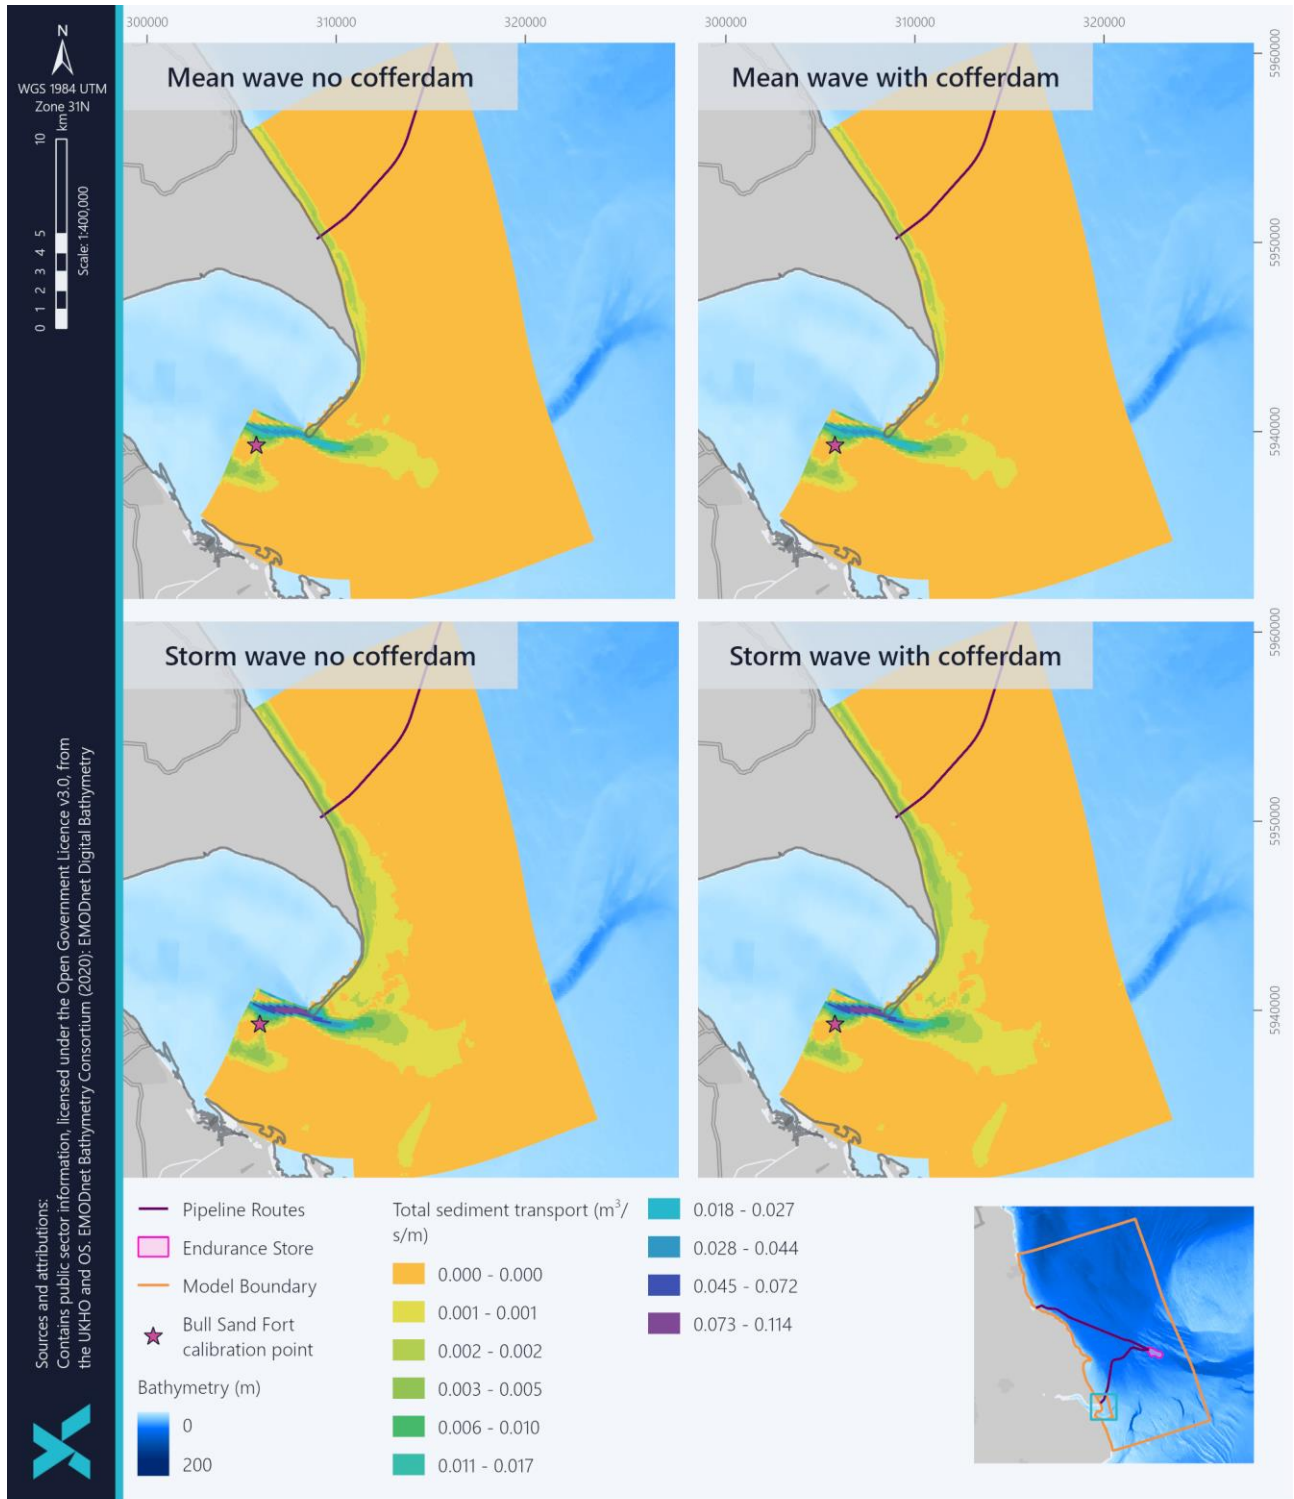 300000
310000
320000
300000
310000
320000
N
WGS 1984 UTM
Zone 31N
0 1 2 3 4 5 10
km
Scale: 1:400,000
Mean wave no cofferdam
Mean wave with cofferdam
5960000
5950000
5940000
Storm wave no cofferdam
Storm wave with cofferdam
5960000
5950000
5940000
Sources and attributions:
Contains public sector information, licensed under the Open Government Licence v3.0, from
the UKHO and OS. EMODnet Bathymetry Consortium (2020): EMODnet Digital Bathymetry
Pipeline Routes
Endurance Store
Model Boundary
Bull Sand Fort
calibration point
Bathymetry (m)
0
200
Total sediment transport (m³/
s/m)
0.000 - 0.000
0.001 - 0.001
0.002 - 0.002
0.003 - 0.005
0.006 - 0.010
0.011 - 0.017
0.018 - 0.027
0.028 - 0.044
0.045 - 0.072
0.073 - 0.114